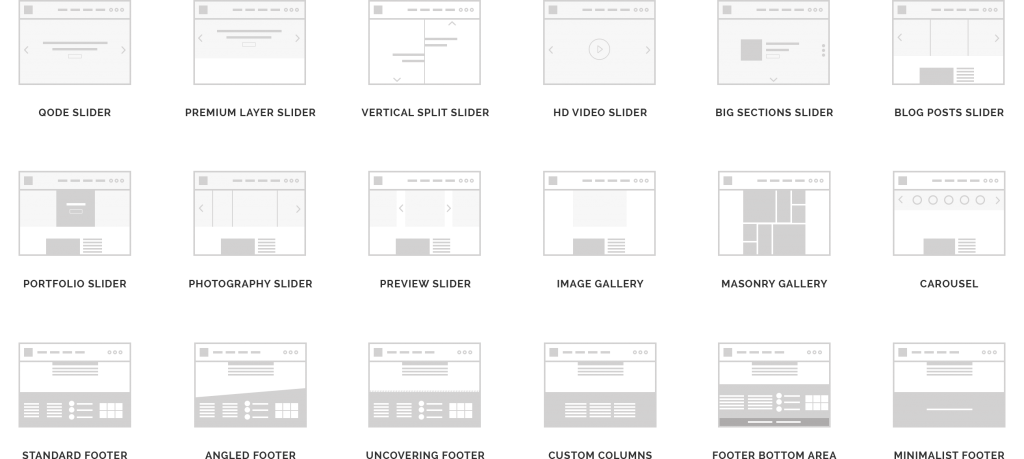 QODE SLIDER
PREMIUM LAYER SLIDER
VERTICAL SPLIT SLIDER
HD VIDEO SLIDER
BIG SECTIONS SLIDER
BLOG POSTS SLIDER
PORTFOLIO SLIDER
PHOTOGRAPHY SLIDER
PREVIEW SLIDER
IMAGE GALLERY
MASONRY GALLERY
CAROUSEL
STANDARD FOOTER
ANGLED FOOTER
UNCOVERING FOOTER
CUSTOM COLUMNS
FOOTER BOTTOM AREA
MINIMALIST FOOTER